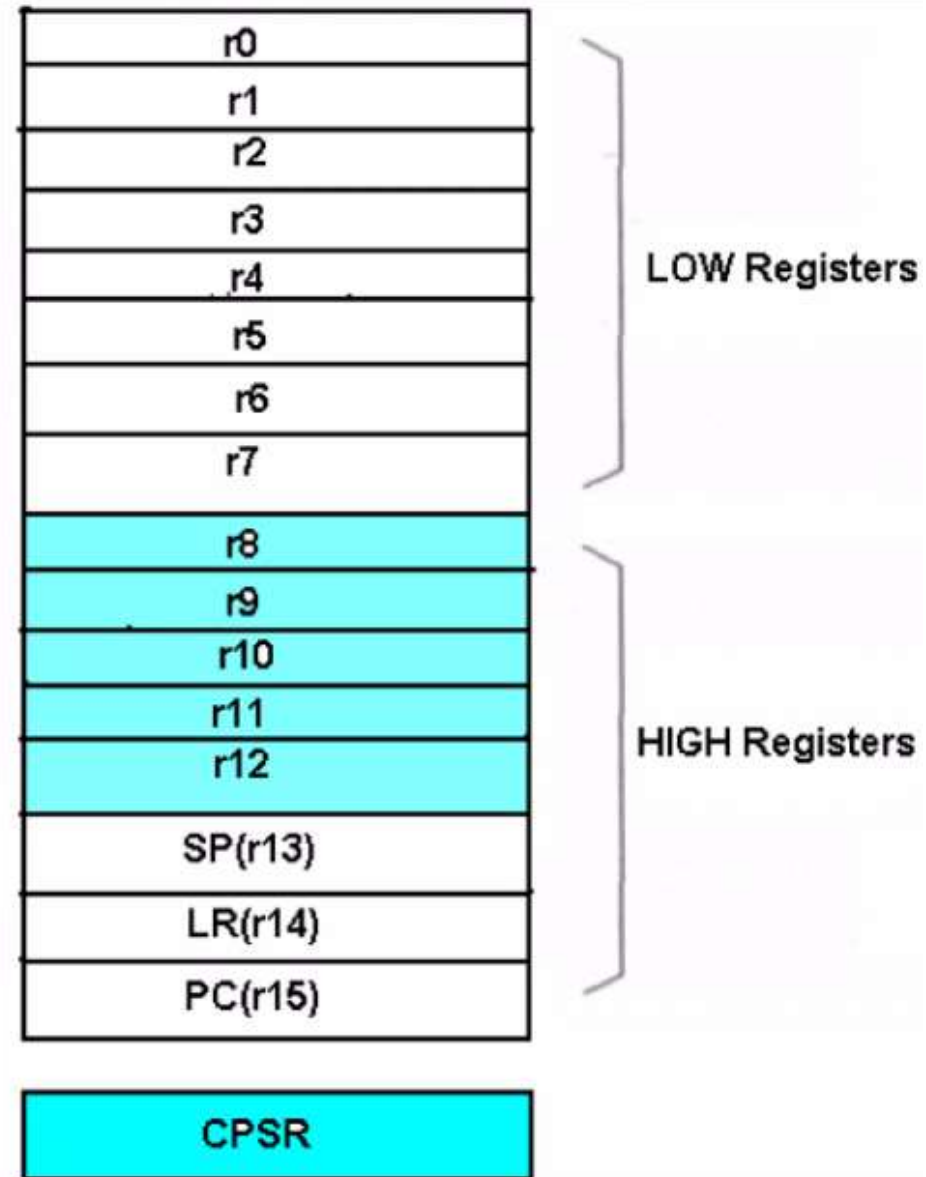 r0
r1
r2
r3
r4
r5
r6
r7
LOW Registers
r8
r9
r10
r11
r12
SP(r13)
LR(r14)
PC(r15)
HIGH Registers
CPSR